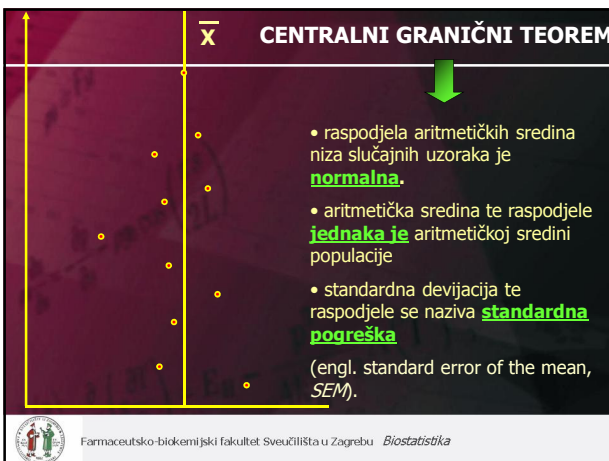 x
CENTRALNI GRANIČNI TEOREM
• raspodjela aritmetičkih sredina
niza slučajnih uzoraka je
normalna.
• aritmetička sredina te raspodjele
jednaka je aritmetičkoj sredini
populacije
• standardna devijacija te
raspodjele se naziva standardna
pogreška
(engl. standard error of the mean,
SEM).
Farmaceutsko-biokemijski fakultet Sveučilišta u Zagrebu Biostatistika